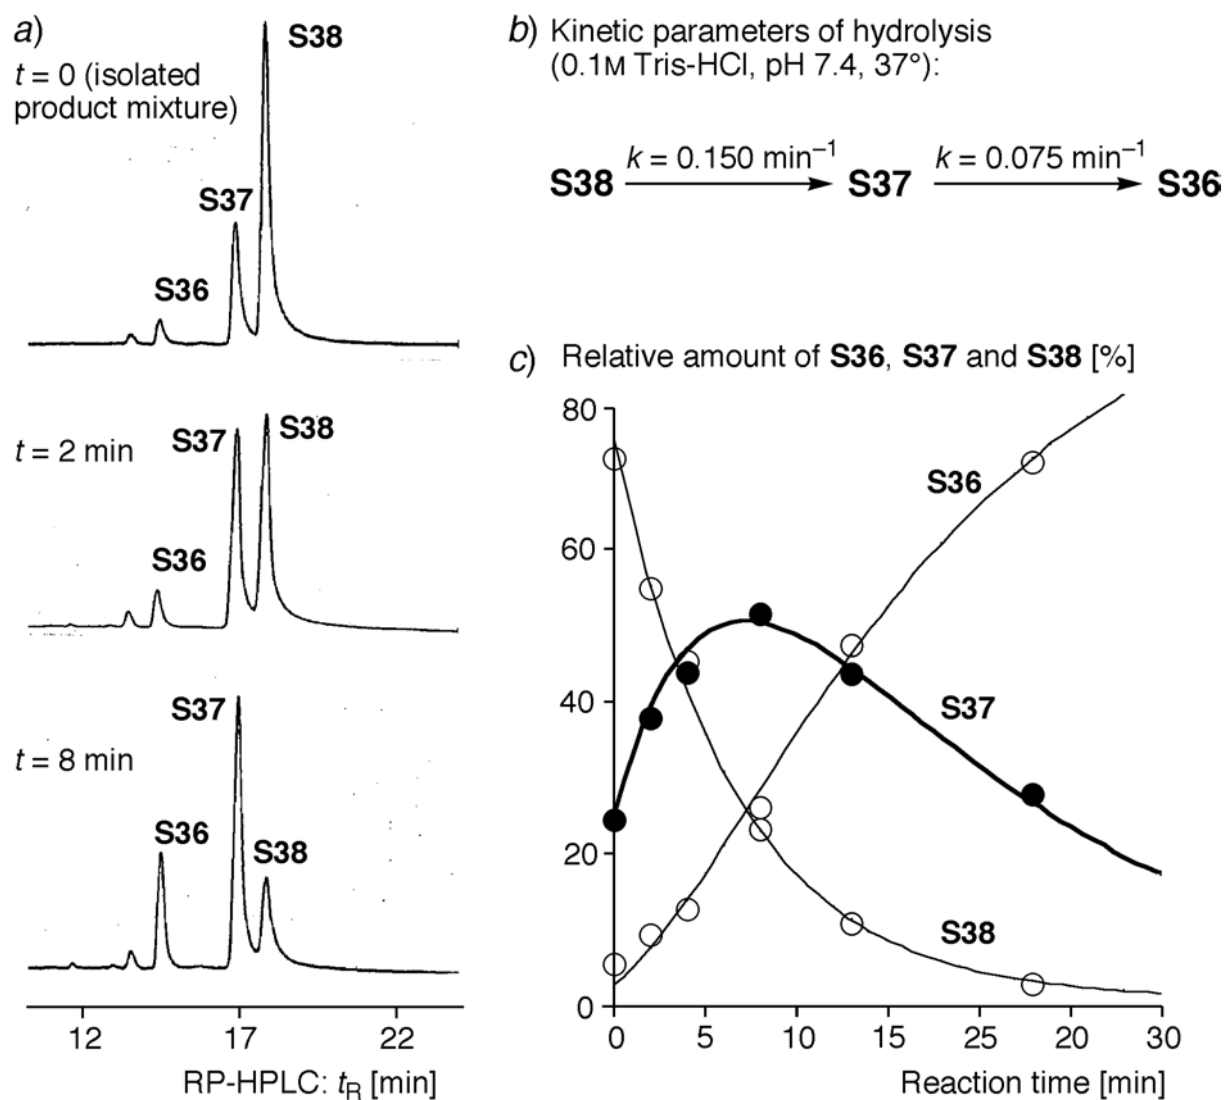 a)
t = 0 (isolated
product mixture)
S38
S37
S36
t = 2 min
S37
S38
S36
t = 8 min
S37
S36
S38
12 17 22
RP-HPLC: tR [min]
b) Kinetic parameters of hydrolysis
(0.1M Tris-HCl, pH 7.4, 37°):
k = 0.150 min–1 k = 0.075 min–1
S38 S37 S36
c) Relative amount of S36, S37 and S38 [%]
80
60
40
20
0
S36
S37
S38
0 5 10 15 25 20 30
Reaction time [min]